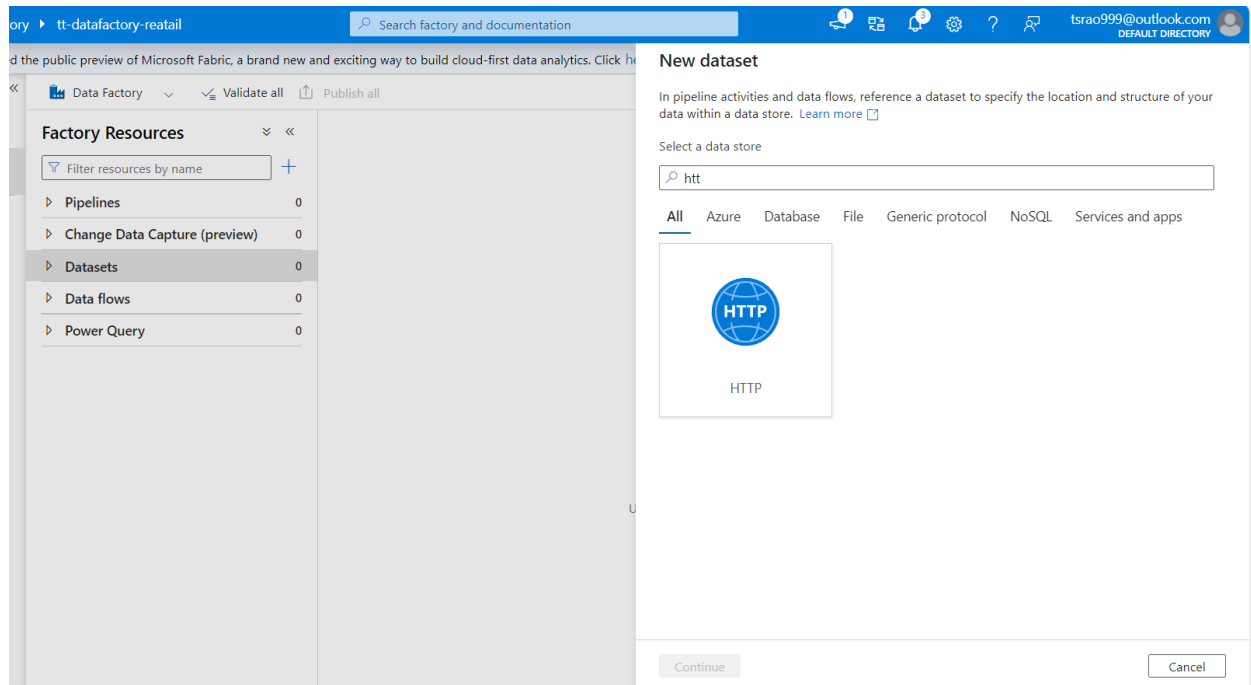 ory tt-datafactory-reatail
Search factory and documentation
1
3
tsrao999@outlook.com
DEFAULT DIRECTORY
d the public preview of Microsoft Fabric, a brand new and exciting way to build cloud-first data analytics. Click he
Data Factory
Validate all
Publish all
Factory Resources
Filter resources by name
Pipelines 0
Change Data Capture (preview) 0
Datasets 0
Data flows 0
Power Query 0
U
New dataset
In pipeline activities and data flows, reference a dataset to specify the location and structure of your
data within a data store. Learn more
Select a data store
htt
All Azure Database File Generic protocol NoSQL Services and apps
HTTP
HTTP
Continue Cancel